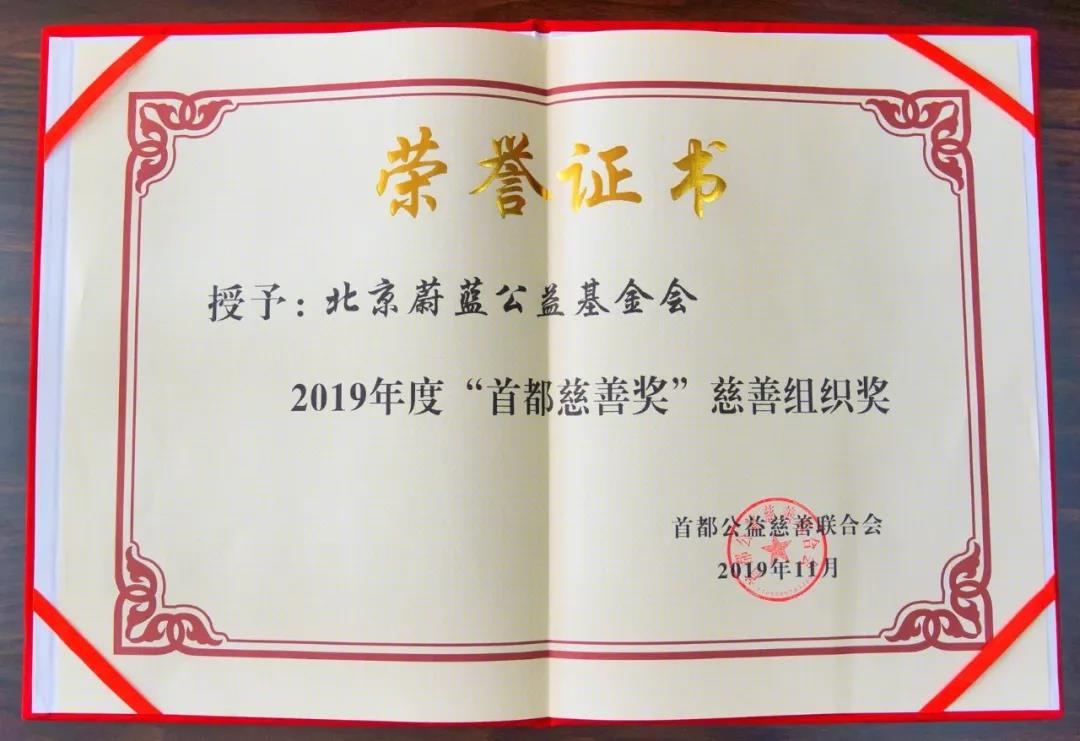 荣誉证书
授予：北京蔚蓝公益基金会
2019年度“首都慈善奖”慈善组织奖
首都公益慈善联合会
2019年11月